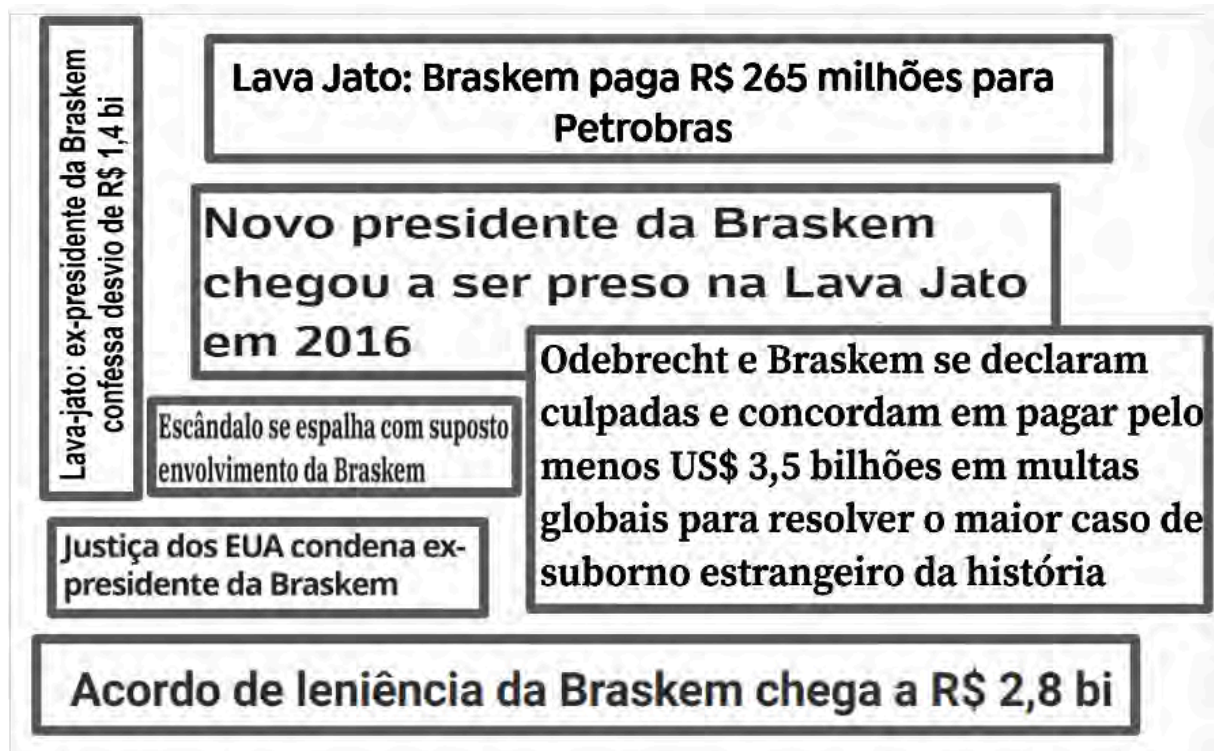 Lava-jato: ex-presidente da Braskem
confessa desvio de R$ 1,4 bi
Lava Jato: Braskem paga R$ 265 milhões para
Petrobras
Novo presidente da Braskem
chegou a ser preso na Lava Jato
em 2016
Odebrecht e Braskem se declaram
culpadas e concordam em pagar pelo
menos US$ 3,5 bilhões em multas
globais para resolver o maior caso de
suborno estrangeiro da história
Escândalo se espalha com suposto
envolvimento da Braskem
Justiça dos EUA condena ex-
presidente da Braskem
Acordo de leniência da Braskem chega a R$ 2,8 bi